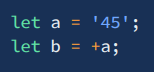 let a = '45';
let b = +a;